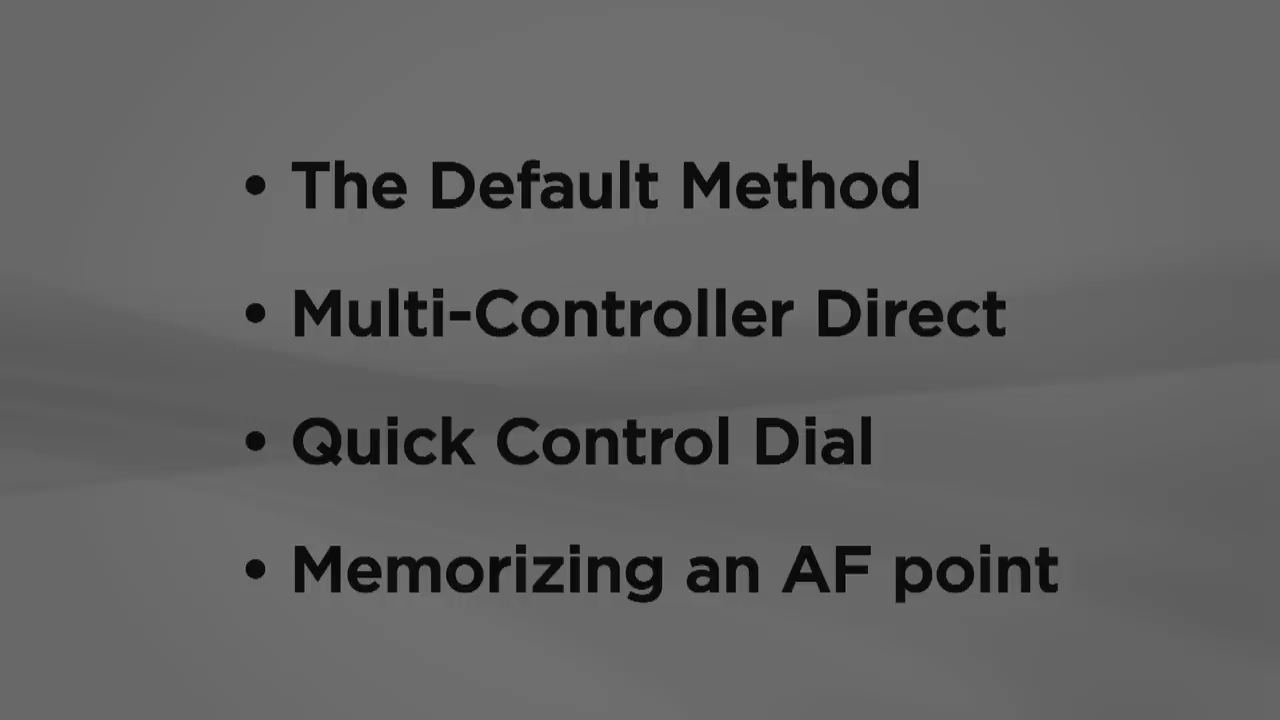 • The Default Method
• Multi-Controller Direct
• Quick Control Dial
• Memorizing an AF point